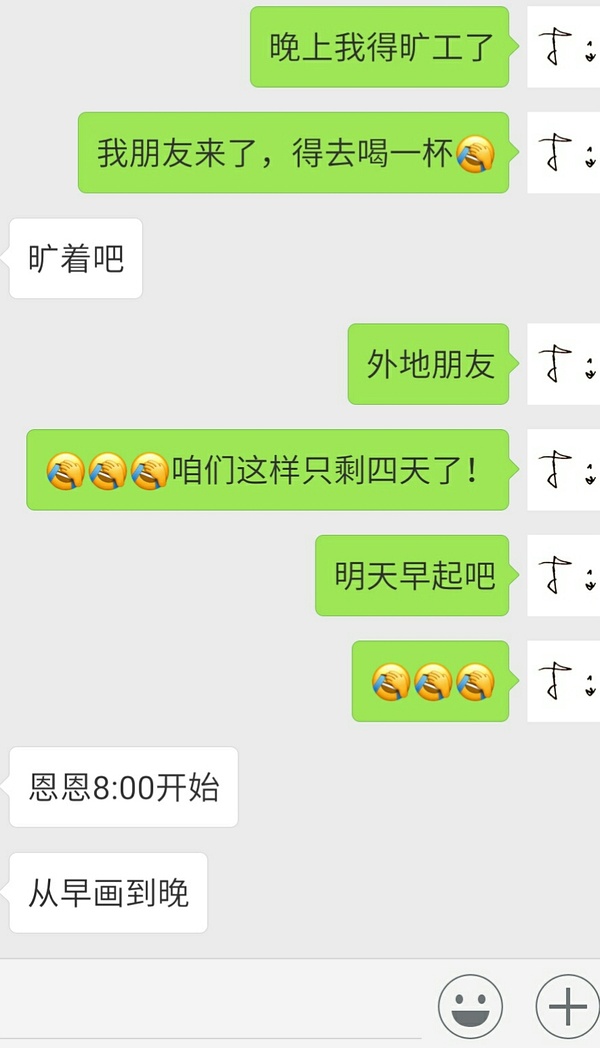 晚上我得旷工了
我朋友来了，得去喝一杯🤣
旷着吧
外地朋友
🤣🤣🤣咱们这样只剩四天了！
明天早起吧
🤣🤣🤣
恩恩8:00开始
从早画到晚